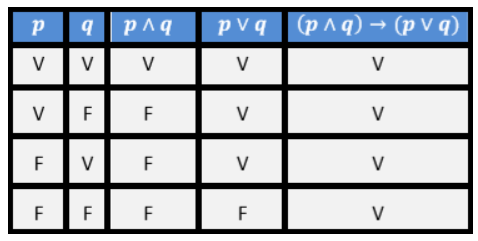 p q p ∧ q p ∨ q (p ∧ q) → (p ∨ q)
V V V V V
V F F V V
F V F V V
F F F F V